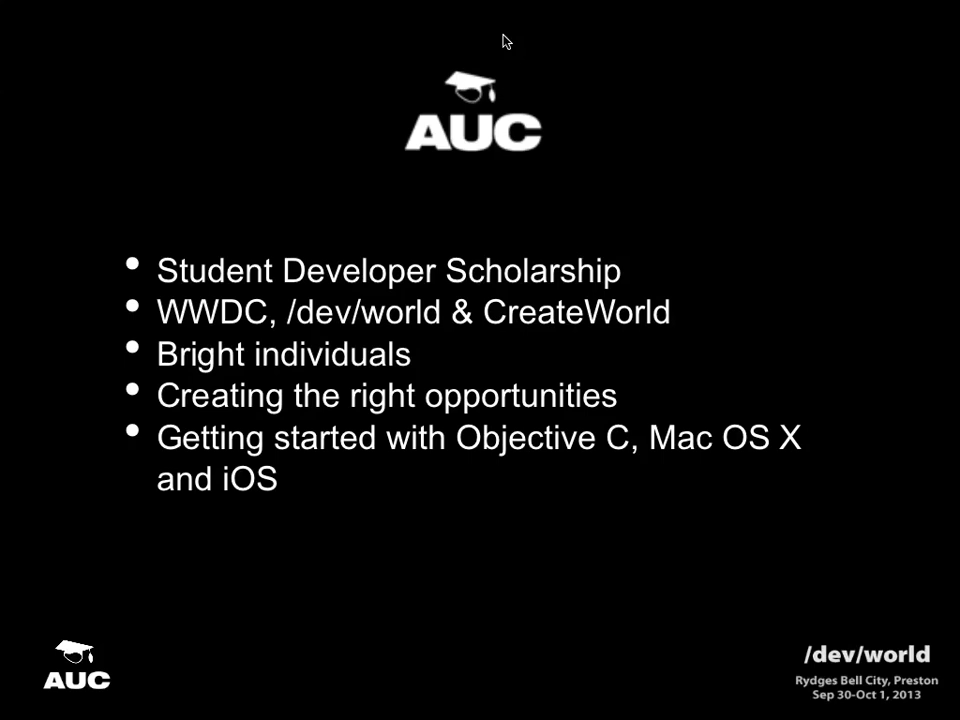 AUC
• Student Developer Scholarship
• WWDC, /dev/world & CreateWorld
• Bright individuals
• Creating the right opportunities
• Getting started with Objective C, Mac OS X
and iOS
AUC
/dev/world
Rydges Bell City, Preston
Sep 30-Oct 1, 2013